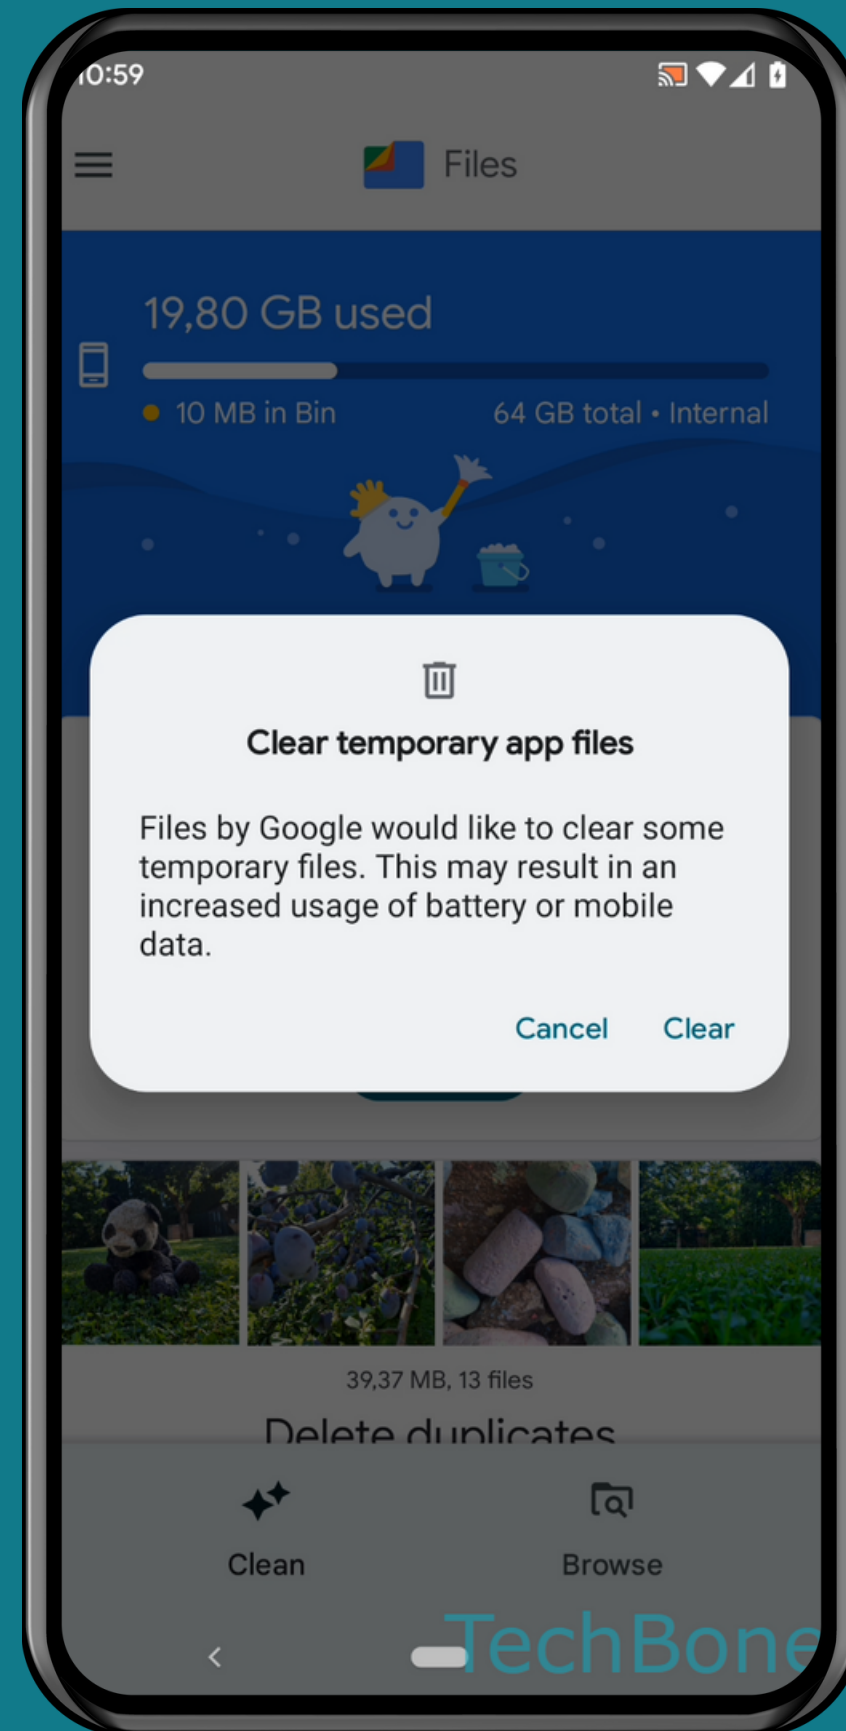 10:59
Files
19,80 GB used
10 MB in Bin
64 GB total • Internal
Clear temporary app files
Files by Google would like to clear some
temporary files. This may result in an
increased usage of battery or mobile
data.
Cancel
Clear
39,37 MB, 13 files
Delete duplicates
Clean
Browse
TechBone